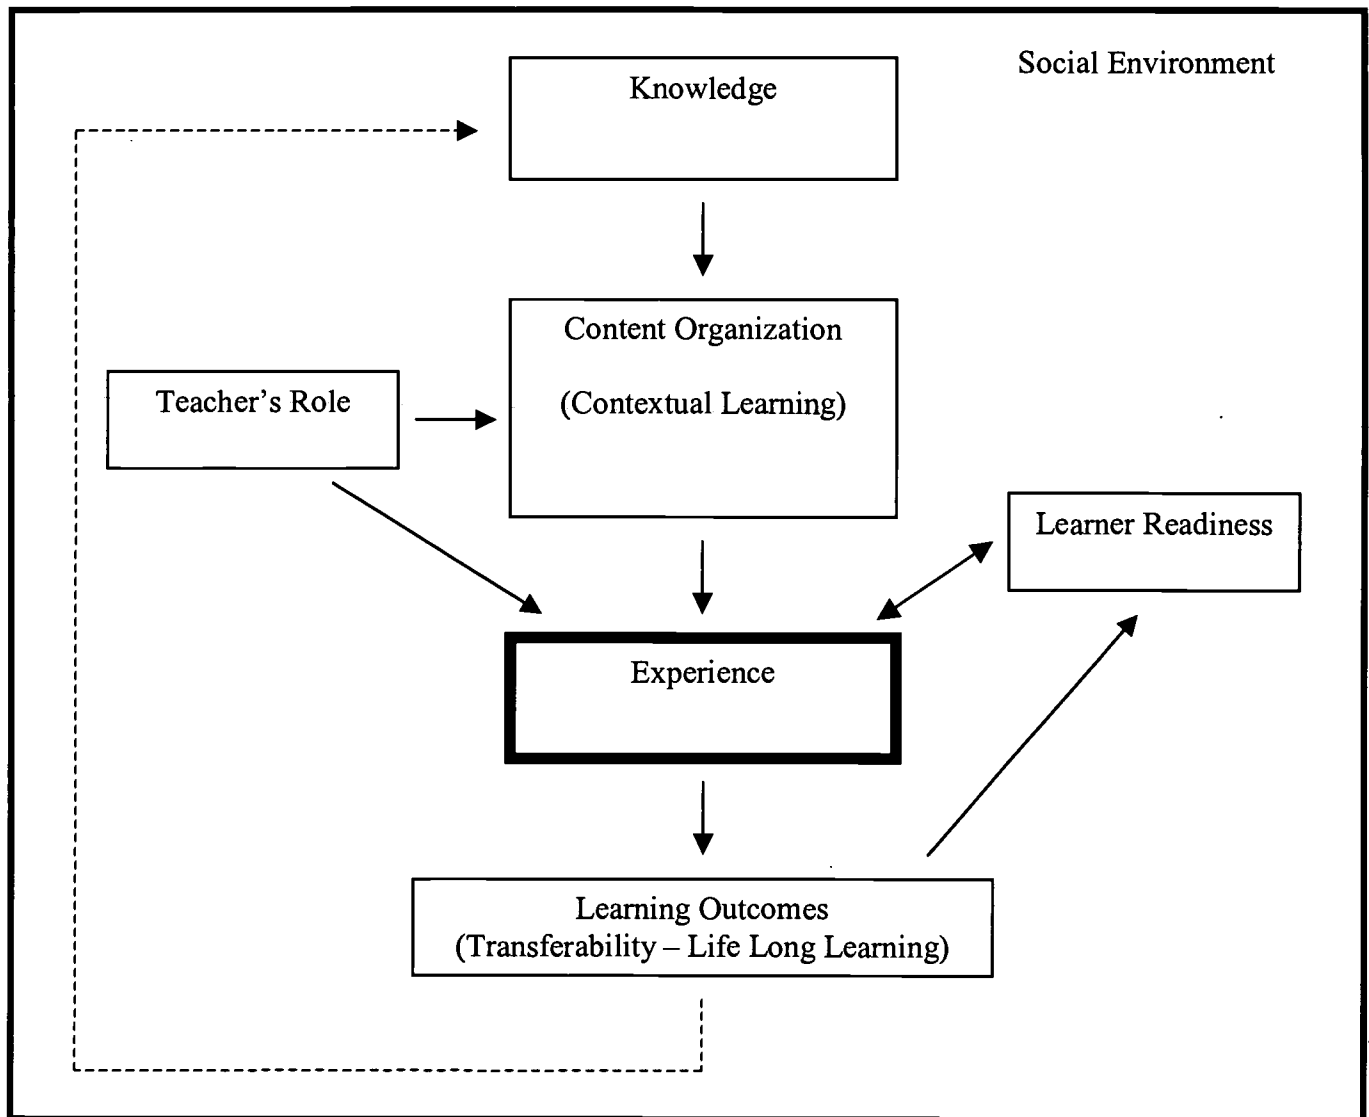 Social Environment
Knowledge
Content Organization
(Contextual Learning)
Teacher’s Role
Learner Readiness
Experience
Learning Outcomes
(Transferability – Life Long Learning)